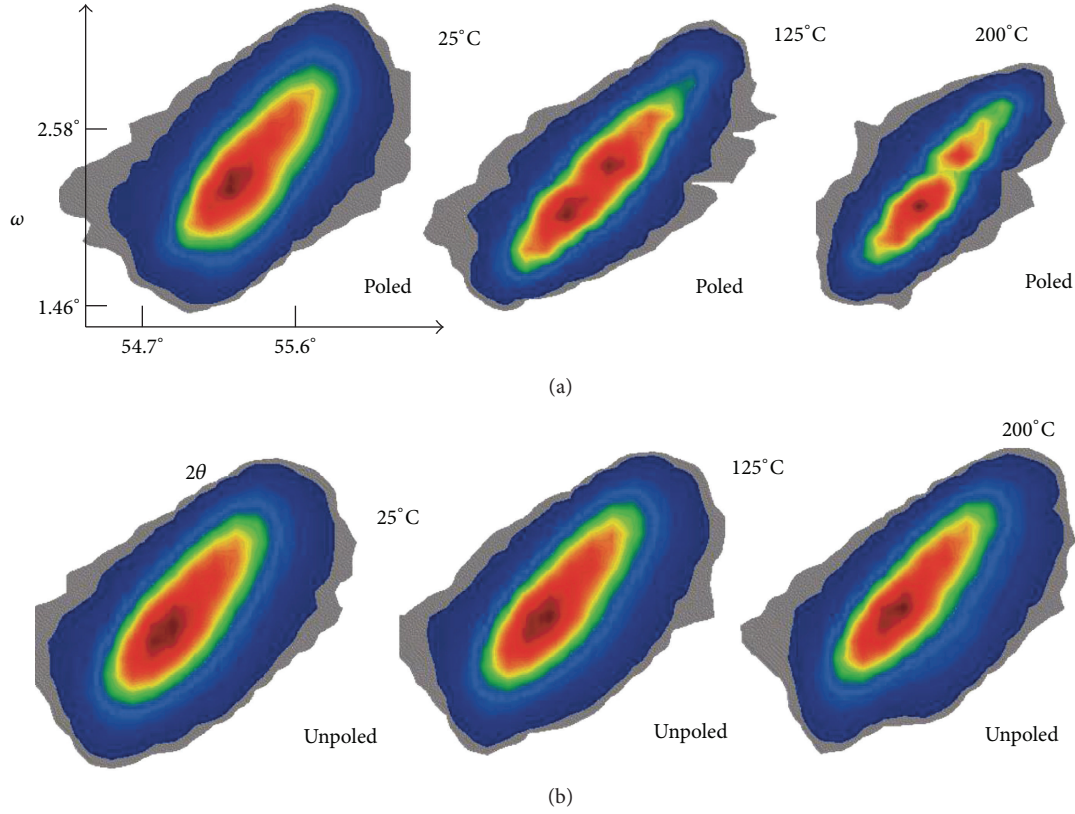 25°C
125°C
200°C
2.58°
ω
Poled
Poled
Poled
1.46°
54.7°
55.6°
(a)
200°C
2θ
125°C
25°C
Unpoled
Unpoled
Unpoled
(b)